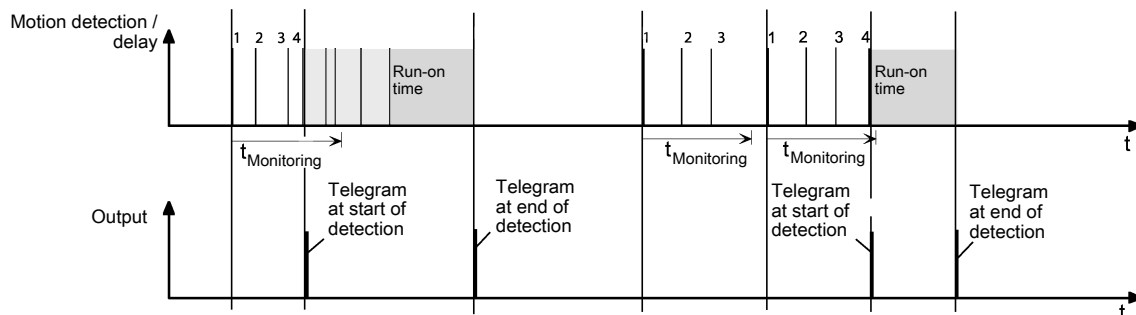 Motion detection /
delay
1 2 3 4
Run-on
time
1 2 3
1 2 3 4
Run-on
time
t
tMonitoring
tMonitoring
tMonitoring
Output
Telegram
at start of
detection
Telegram
at end of
detection
Telegram
at start of
detection
Telegram
at end of
detection
t